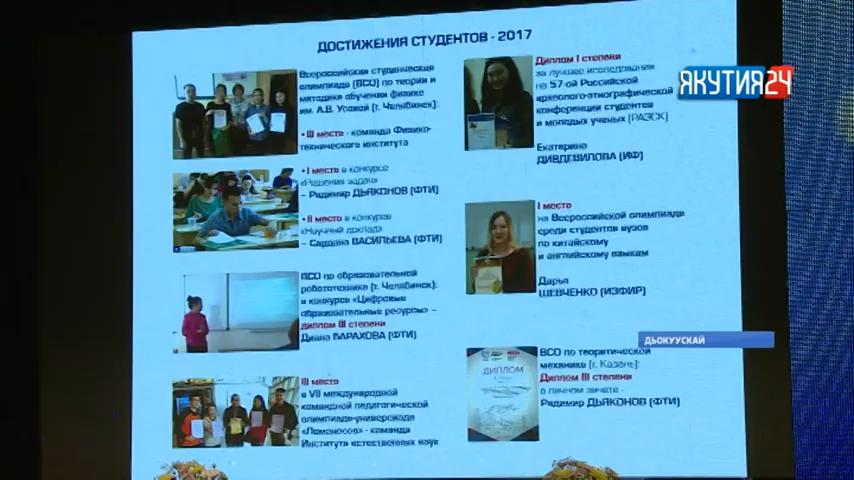 ДОСТИЖЕНИЯ СТУДЕНТОВ - 2017
Всероссийская студенческая
олимпиада (ВСО) по теории и
методике обучения физике
им. А.В. Усовой (г. Челябинск):
• III место - команда Физико-
технического института
• I место в конкурсе
«Решения задач»
– Радимир ДЬЯКОНОВ (ФТИ)
• II место в конкурсе
«Научный доклад»
– Сардана ВАСИЛЬЕВА (ФТИ)
ВСО по образовательной
робототехнике (г. Челябинск):
в конкурсе «Цифровые
образовательные ресурсы» –
диплом III степени
Диана БАРАХОВА (ФТИ)
III место
в VII международной
командной педагогической
олимпиаде-универсиаде
«Ломоносов» - команда
Института естественных наук
Диплом I степени
за лучшее исследование
на 57-ой Российской
археолого-этнографической
конференции студентов
и молодых ученых (РАЭСК)
Екатерина
ДИВДЕВИЛОВА (ИФ)
I место
на Всероссийской олимпиаде
среди студентов вузов
по китайскому
и английскому языкам
Дарья
ШЕВЧЕНКО (ИЗФИР)
ДИПЛОМ
ВСО по теоретической
механике (г. Казань):
Диплом III степени
в личном зачете -
Радимир ДЬЯКОНОВ (ФТИ)
ЯКУТИЯ24
ДЬОКУУСКАЙ